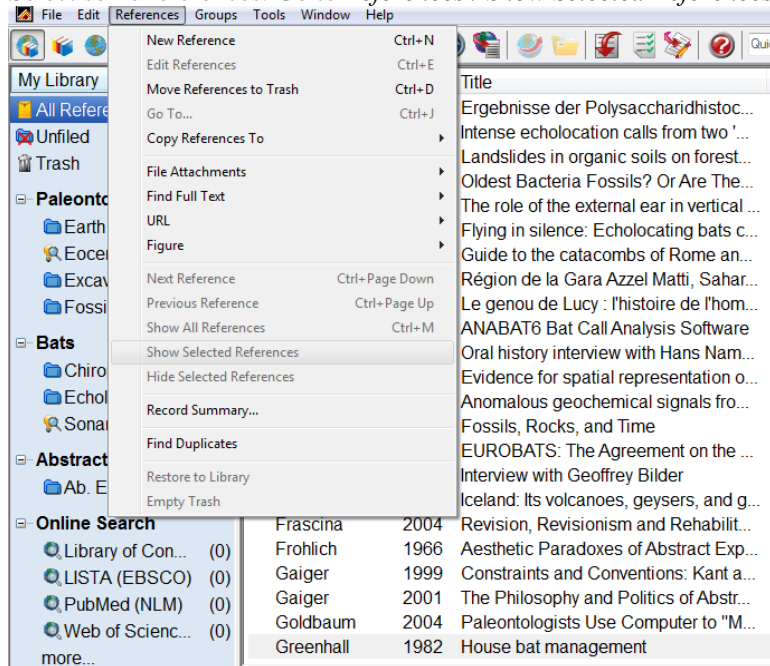 File Edit References Groups Tools Window Help
New Reference Ctrl+N
Edit References Ctrl+E
Move References to Trash Ctrl+D
Go To... Ctrl+J
Copy References To
File Attachments
Find Full Text
URL
Figure
Next Reference Ctrl+Page Down
Previous Reference Ctrl+Page Up
Show All References Ctrl+M
Show Selected References
Hide Selected References
Record Summary...
Find Duplicates
Restore to Library
Empty Trash
Qui
My Library
All Refere
Unfiled
Trash
Paleonto
Earth
Eocer
Excav
Fossi
Bats
Chiro
Echol
Sona
Abstract
Ab. E
Online Search
Library of Con... (0)
LISTA (EBSCO) (0)
PubMed (NLM) (0)
Web of Scienc... (0)
more...
Title
Ergebnisse der Polysaccharidhistoc...
Intense echolocation calls from two '...
Landslides in organic soils on forest...
Oldest Bacteria Fossils? Or Are The...
The role of the external ear in vertical ...
Flying in silence: Echolocating bats c...
Guide to the catacombs of Rome an...
Région de la Gara Azzel Matti, Sahar...
Le genou de Lucy : l'histoire de l'hom...
ANABAT6 Bat Call Analysis Software
Oral history interview with Hans Nam...
Evidence for spatial representation o...
Anomalous geochemical signals fro...
Fossils, Rocks, and Time
EUROBATS: The Agreement on the ...
Interview with Geoffrey Bilder
Iceland: Its volcanoes, geysers, and g...
Frascina 2004 Revision, Revisionism and Rehabilit...
Frohlich 1966 Aesthetic Paradoxes of Abstract Exp...
Gaiger 1999 Constraints and Conventions: Kant a...
Gaiger 2001 The Philosophy and Politics of Abstr...
Goldbaum 2004 Paleontologists Use Computer to "M...
Greenhall 1982 House bat management